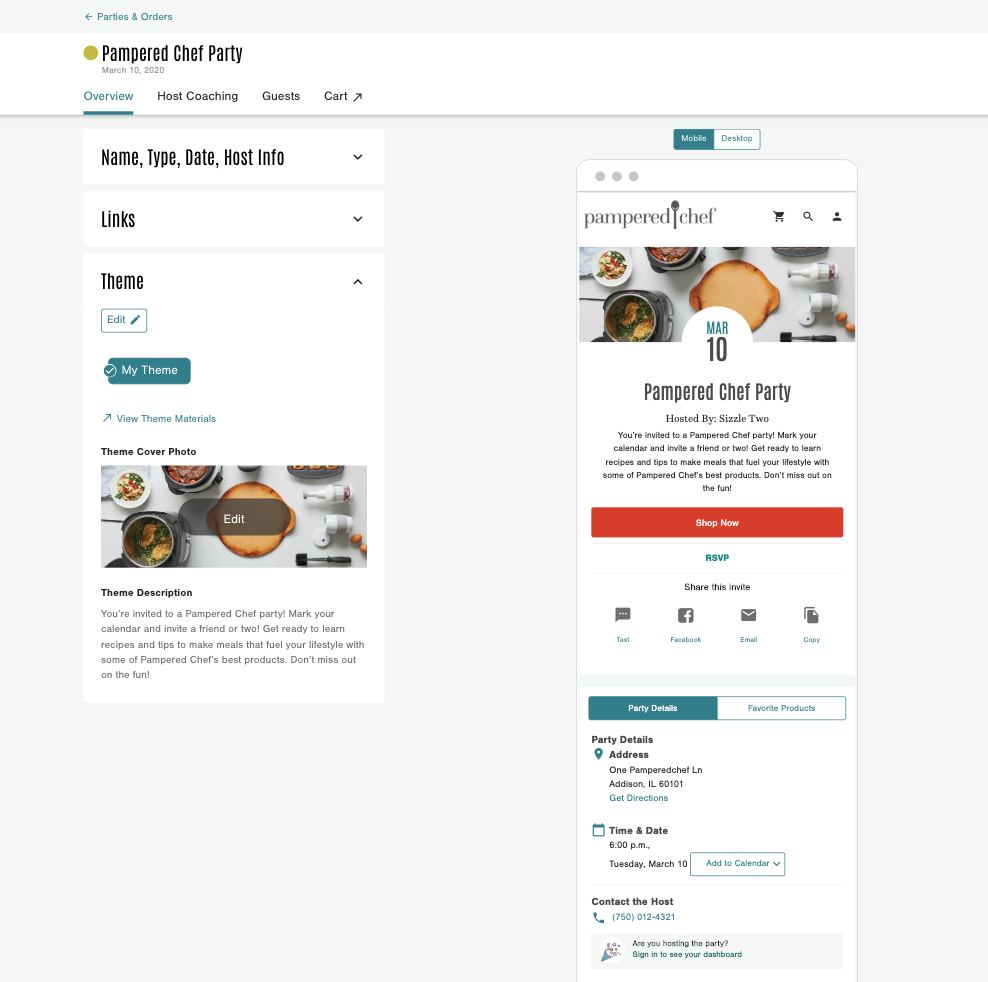 Parties & Orders
Pampered Chef Party
March 10, 2020
Overview
Host Coaching
Guests
Cart
Name, Type, Date, Host Info
Links
Theme
Edit
My Theme
View Theme Materials
Theme Cover Photo
Edit
Theme Description
You're invited to a Pampered Chef party! Mark your
calendar and invite a friend or two! Get ready to learn
recipes and tips to make meals that fuel your lifestyle with
some of Pampered Chef's best products. Don't miss out
on the fun!
Mobile
Desktop
pampered chef
MAR
10
Pampered Chef Party
Hosted By: Sizzle Two
You're invited to a Pampered Chef party! Mark your
calendar and invite a friend or two! Get ready to learn
recipes and tips to make meals that fuel your lifestyle with
some of Pampered Chef's best products. Don't miss out on
the fun!
Shop Now
RSVP
Share this invite
Text
Facebook
Email
Copy
Party Details
Favorite Products
Party Details
Address
One Pamperedchef Ln
Addison, IL 60101
Get Directions
Time & Date
6:00 p.m.,
Tuesday, March 10
Add to Calendar
Contact the Host
(750) 012-4321
Are you hosting the party?
Sign in to see your dashboard